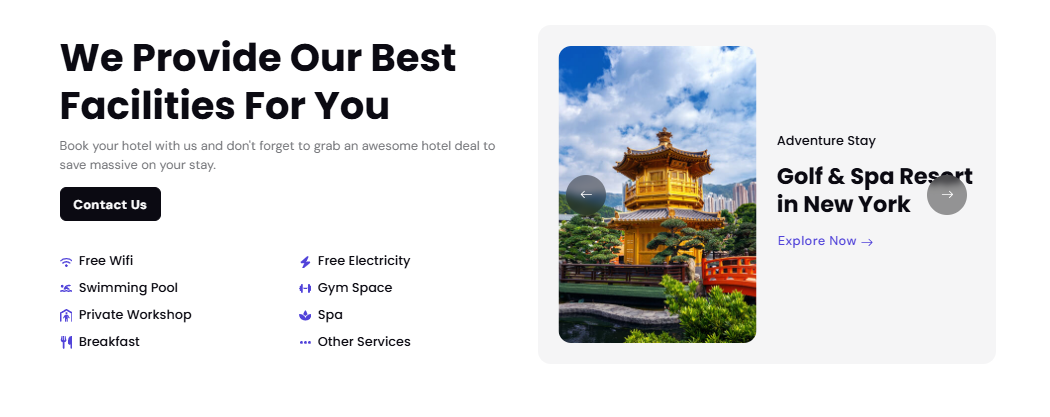 We Provide Our Best
Facilities For You
Book your hotel with us and don't forget to grab an awesome hotel deal to
save massive on your stay.
Contact Us
Free Wifi
Free Electricity
Swimming Pool
Gym Space
Private Workshop
Spa
Breakfast
Other Services
Adventure Stay
Golf & Spa Resort
in New York
Explore Now →